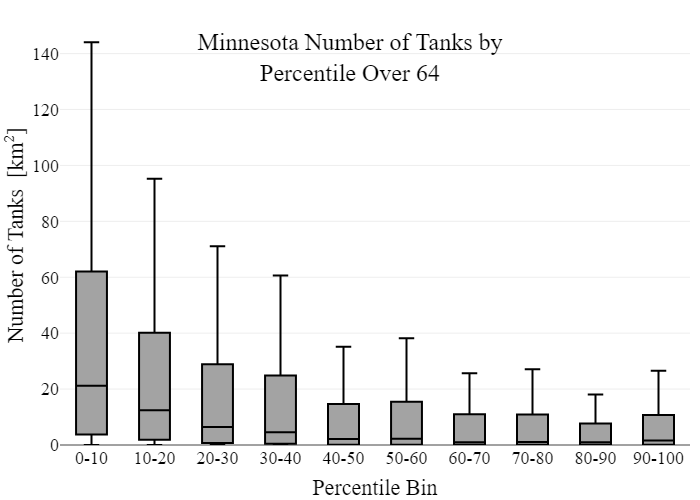 Minnesota Number of Tanks by
Percentile Over 64
Number of Tanks [km²]
140
120
100
80
60
40
20
0
0-10 10-20 20-30 30-40 40-50 50-60 60-70 70-80 80-90 90-100
Percentile Bin